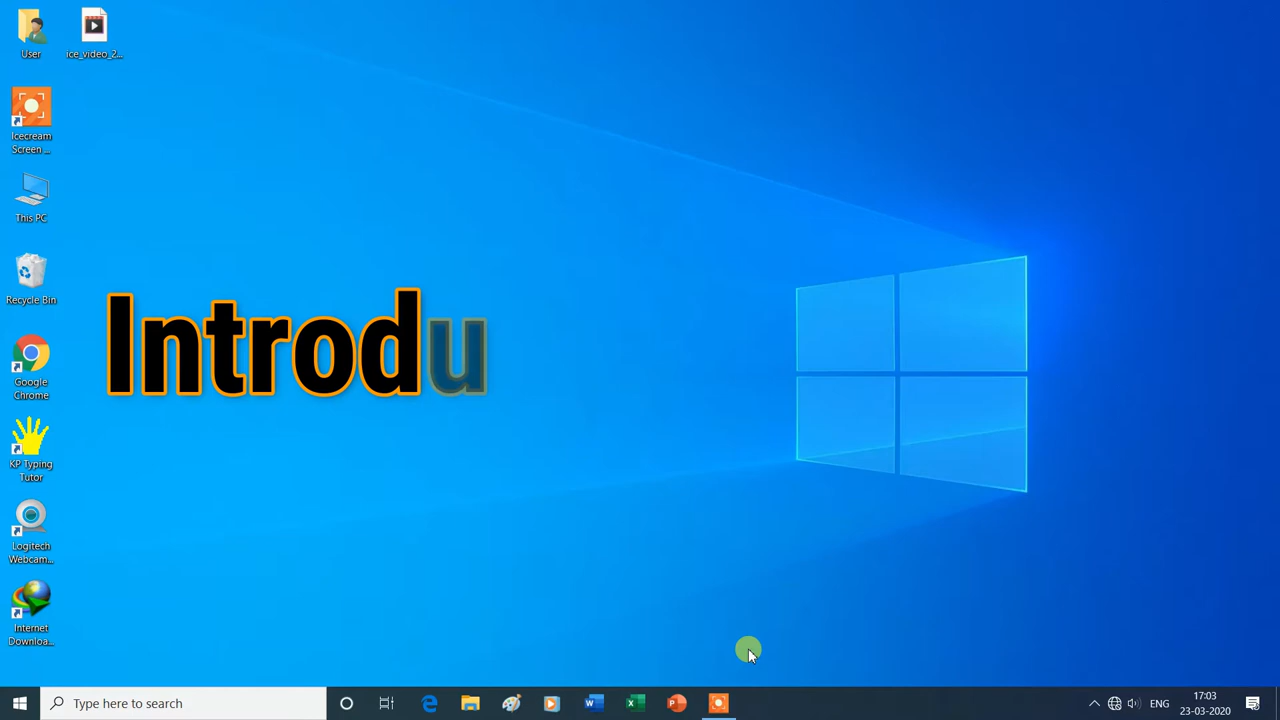 User
ice_video_2...
Icecream
Screen ...
This PC
Recycle Bin
Introdu
Google
Chrome
KP Typing
Tutor
Logitech
Webcam...
Internet
Downloa...
Type here to search
ENG
17:03
23-03-2020